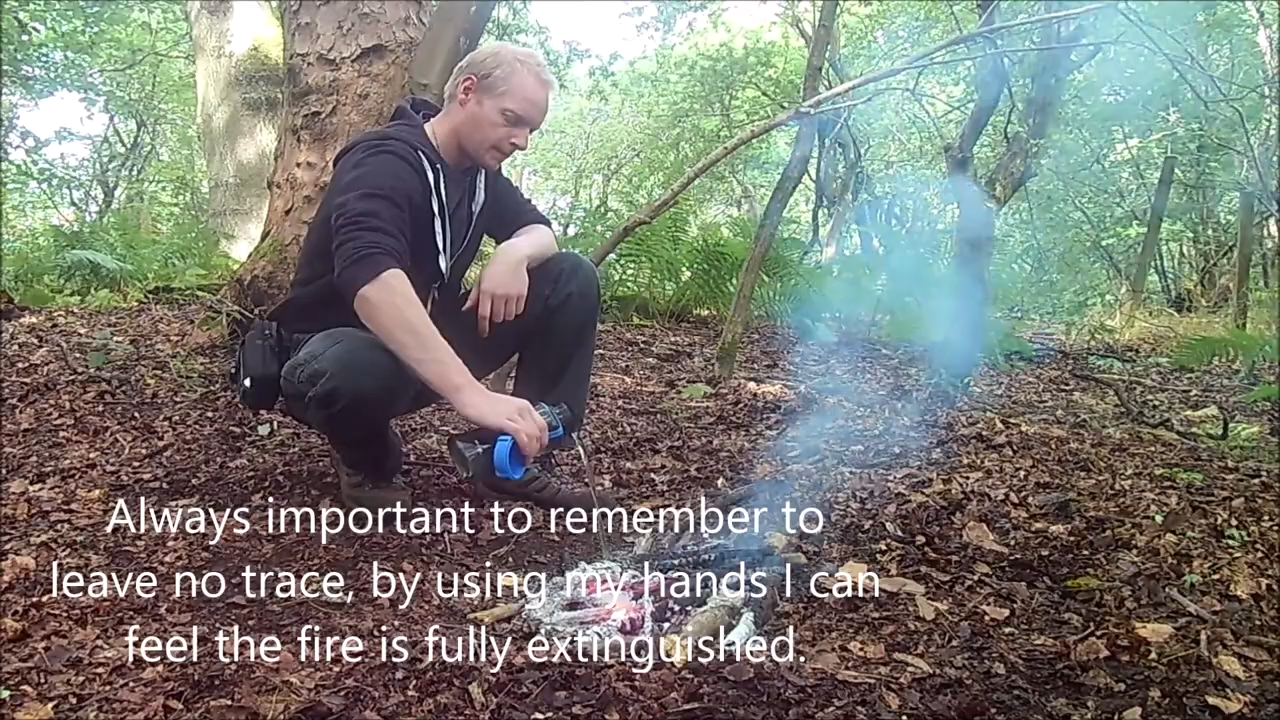 Always important to remember to
leave no trace, by using my hands I can
feel the fire is fully extinguished.